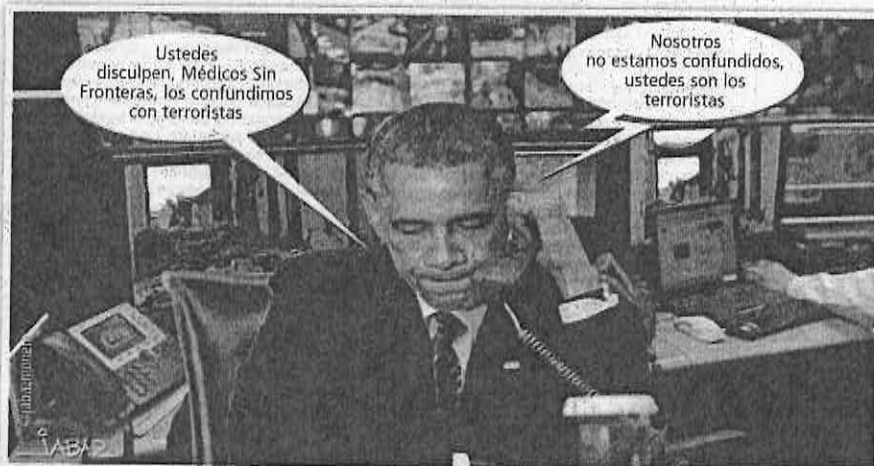 Ustedes
disculpen, Médicos Sin
Fronteras, los confundimos
con terroristas
Nosotros
no estamos confundidos,
ustedes son los
terroristas